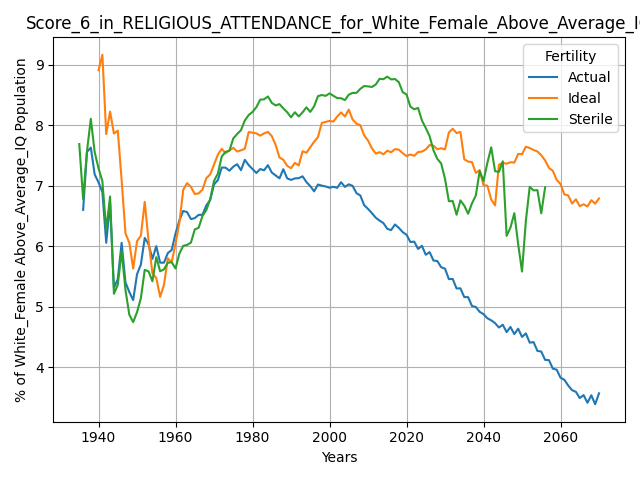 Score_6_in_RELIGIOUS_ATTENDANCE_for_White_Female_Above_Average_I
% of White_Female Above_Average_IQ Population
9
8
7
6
5
4
Fertility
Actual
Ideal
Sterile
1940 1960 1980 2000 2020 2040 2060
Years